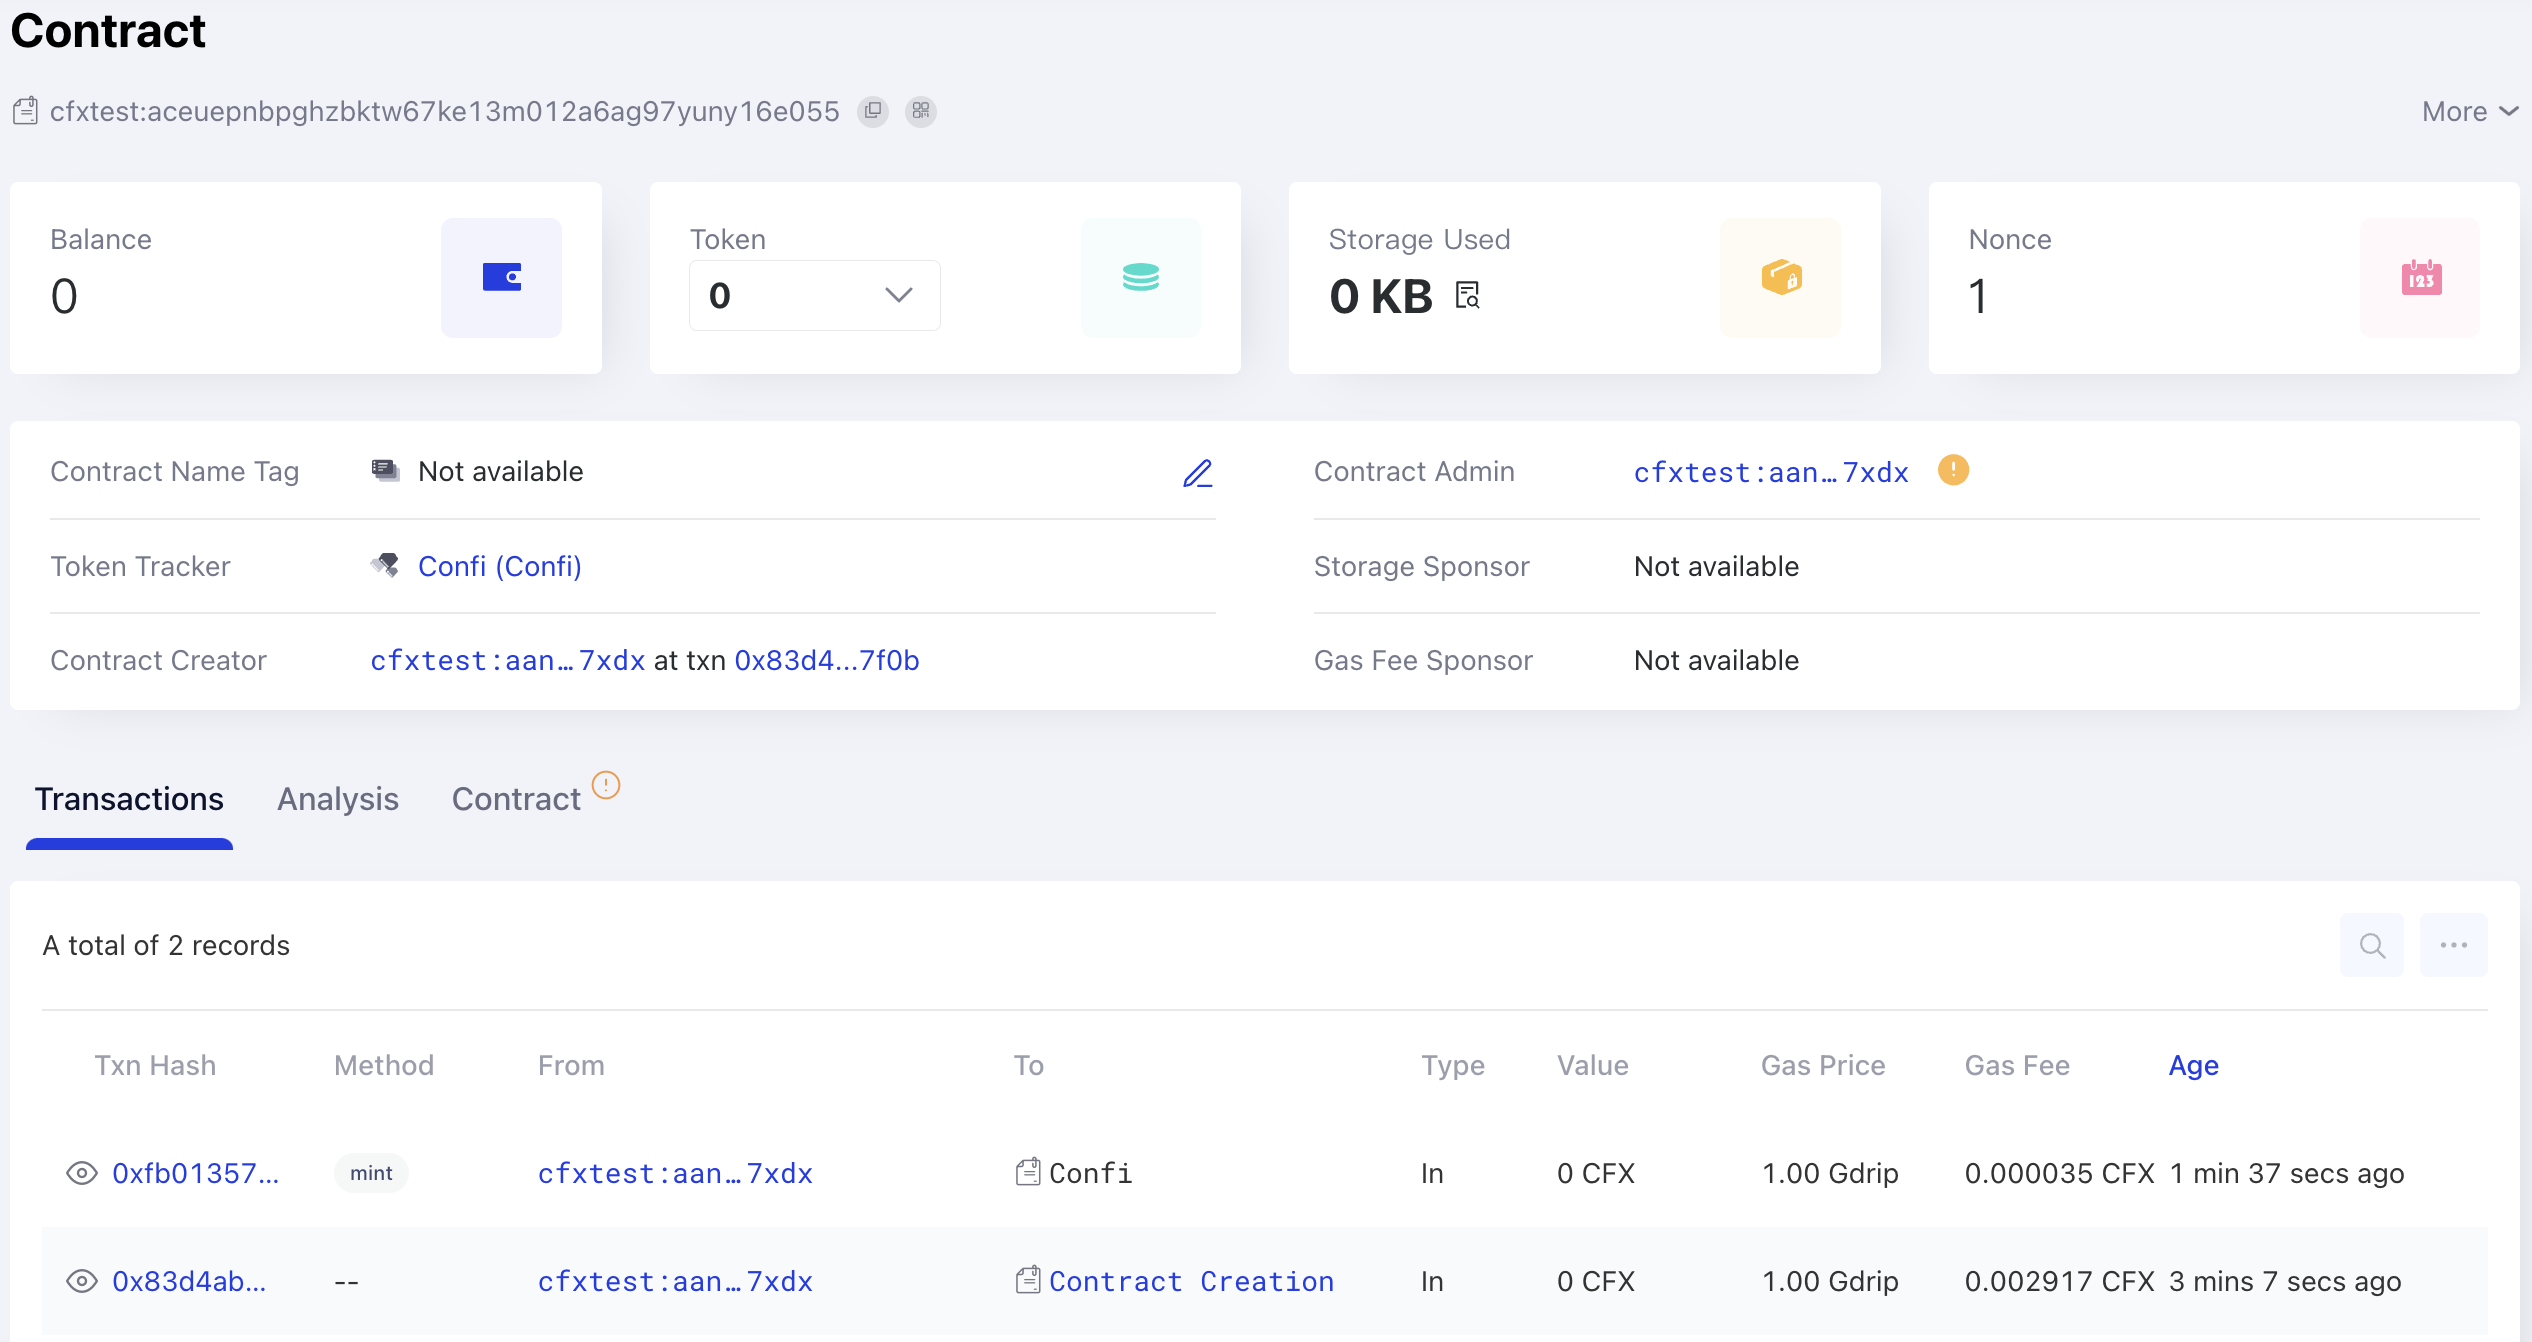 Contract
cfxtest:aceuepnbpghzbktw67ke13m012a6ag97yuny16e055
More
Balance
0
Token
0
Storage Used
0 KB
Nonce
1
123
Contract Name Tag Not available
Contract Admin cfxtest:aan…7xdx
Token Tracker Confi (Confi)
Storage Sponsor Not available
Contract Creator cfxtest:aan…7xdx at txn 0x83d4...7f0b
Gas Fee Sponsor Not available
Transactions Analysis Contract
A total of 2 records
Txn Hash Method From To Type Value Gas Price Gas Fee Age
0xfb01357... mint cfxtest:aan…7xdx Confi In 0 CFX 1.00 Gdrip 0.000035 CFX 1 min 37 secs ago
0x83d4ab... -- cfxtest:aan…7xdx Contract Creation In 0 CFX 1.00 Gdrip 0.002917 CFX 3 mins 7 secs ago